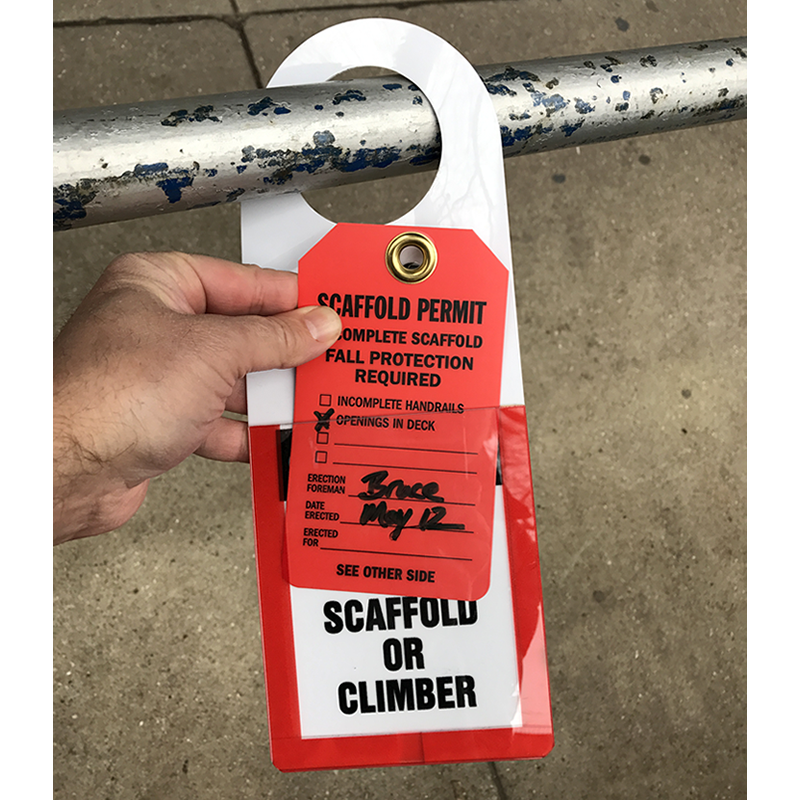 SCAFFOLD PERMIT
COMPLETE SCAFFOLD
FALL PROTECTION
REQUIRED
INCOMPLETE HANDRAILS
OPENINGS IN DECK
ERECTION
FOREMAN Bruce
DATE
ERECTED May 12
ERECTED
FOR
SEE OTHER SIDE
SCAFFOLD
OR
CLIMBER